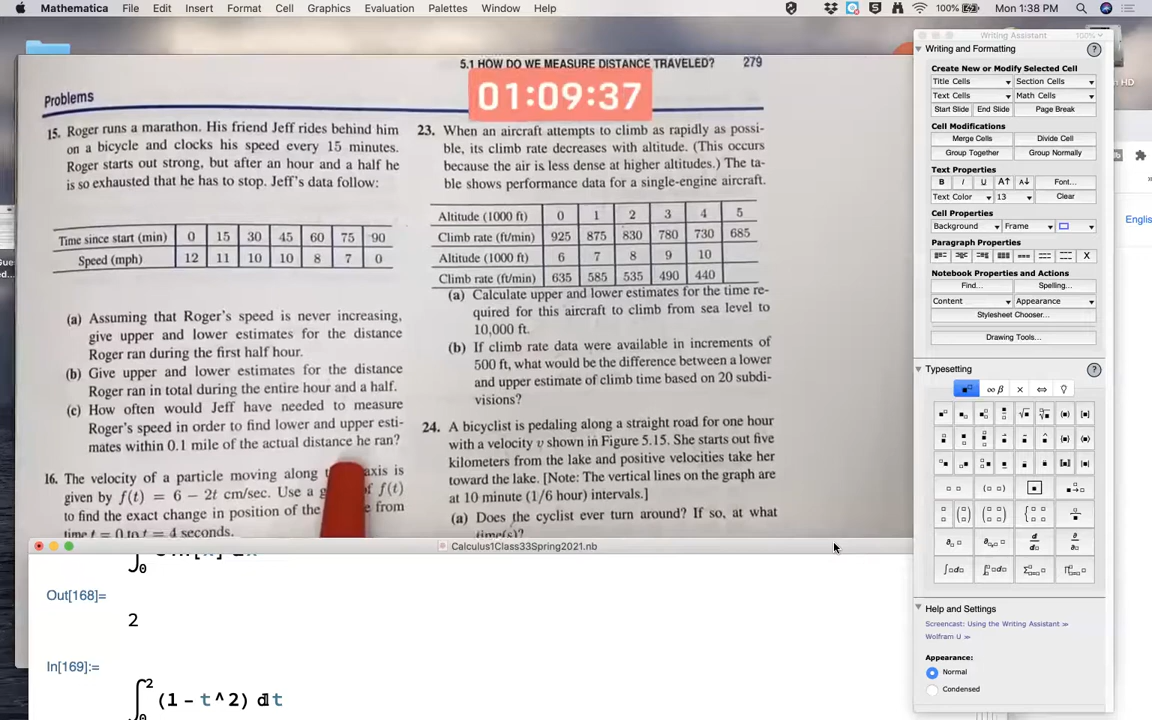 Mathematica File Edit Insert Format Cell Graphics Evaluation Palettes Window Help 100% Mon 1:38 PM
5.1 HOW DO WE MEASURE DISTANCE TRAVELED? 279
01:09:37
Problems
15. Roger runs a marathon. His friend Jeff rides behind him
on a bicycle and clocks his speed every 15 minutes.
Roger starts out strong, but after an hour and a half he
is so exhausted that he has to stop. Jeff's data follow:
Time since start (min) 0 15 30 45 60 75 90
Speed (mph) 12 11 10 10 8 7 0
(a) Assuming that Roger's speed is never increasing,
give upper and lower estimates for the distance
Roger ran during the first half hour.
(b) Give upper and lower estimates for the distance
Roger ran in total during the entire hour and a half.
(c) How often would Jeff have needed to measure
Roger's speed in order to find lower and upper esti-
mates within 0.1 mile of the actual distance he ran?
16. The velocity of a particle moving along axis is
given by f(t) = 6 − 2t cm/sec. Use a f(t)
to find the exact change in position of the from
time t = 0 to t = 4 seconds.
23. When an aircraft attempts to climb as rapidly as possi-
ble, its climb rate decreases with altitude. (This occurs
because the air is less dense at higher altitudes.) The ta-
ble shows performance data for a single-engine aircraft.
Altitude (1000 ft) 0 1 2 3 4 5
Climb rate (ft/min) 925 875 830 780 730 685
Altitude (1000 ft) 6 7 8 9 10
Climb rate (ft/min) 635 585 535 490 440
(a) Calculate upper and lower estimates for the time re-
quired for this aircraft to climb from sea level to
10,000 ft.
(b) If climb rate data were available in increments of
500 ft, what would be the difference between a lower
and upper estimate of climb time based on 20 subdi-
visions?
24. A bicyclist is pedaling along a straight road for one hour
with a velocity v shown in Figure 5.15. She starts out five
kilometers from the lake and positive velocities take her
toward the lake. [Note: The vertical lines on the graph are
at 10 minute (1/6 hour) intervals.]
(a) Does the cyclist ever turn around? If so, at what
time(s)?
Calculus1Class33Spring2021.nb
Out[168]=
2
In[169]:=
∫₀² (1 - t ^ 2) ⅆt
Writing Assistant 100%
Writing and Formatting ?
Create New or Modify Selected Cell
Title Cells Section Cells
Text Cells Math Cells
Start Slide End Slide Page Break
Cell Modifications
Merge Cells Divide Cell
Group Together Group Normally
Text Properties
B I U A↑ A↓ Font...
Text Color 13 Clear
Cell Properties
Background Frame
Paragraph Properties
X
Notebook Properties and Actions
Find... Spelling...
Content Appearance
Stylesheet Chooser...
Drawing Tools...
Typesetting ?
Help and Settings
Screencast: Using the Writing Assistant ≫
Wolfram U ≫
Appearance:
Normal
Condensed
Englis